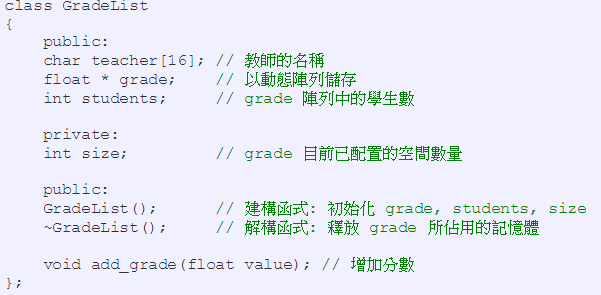 class GradeList
{
    public:
    char teacher[16]; // 教師的名稱
    float * grade;    // 以動態陣列儲存
    int students;     // grade 陣列中的學生數

    private:
    int size;         // grade 目前已配置的空間數量

    public:
    GradeList();      // 建構函式: 初始化 grade, students, size
    ~GradeList();     // 解構函式: 釋放 grade 所佔用的記憶體

    void add_grade(float value); // 增加分數
};